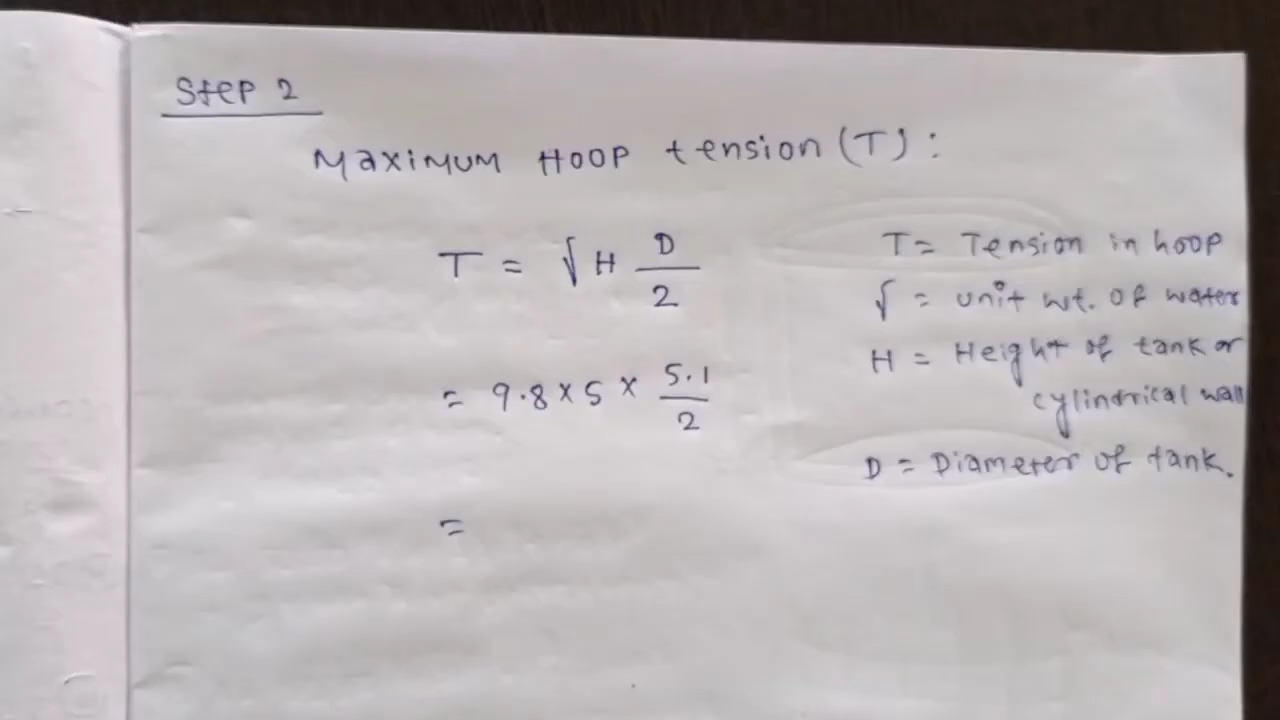 Step 2
Maximum Hoop tension (T) :
T = √ H D/2
= 9.8 × 5 × 5.1/2
=
T = Tension in hoop
√ = unit wt. of water
H = Height of tank or
cylindrical wall
D = Diameter of tank.